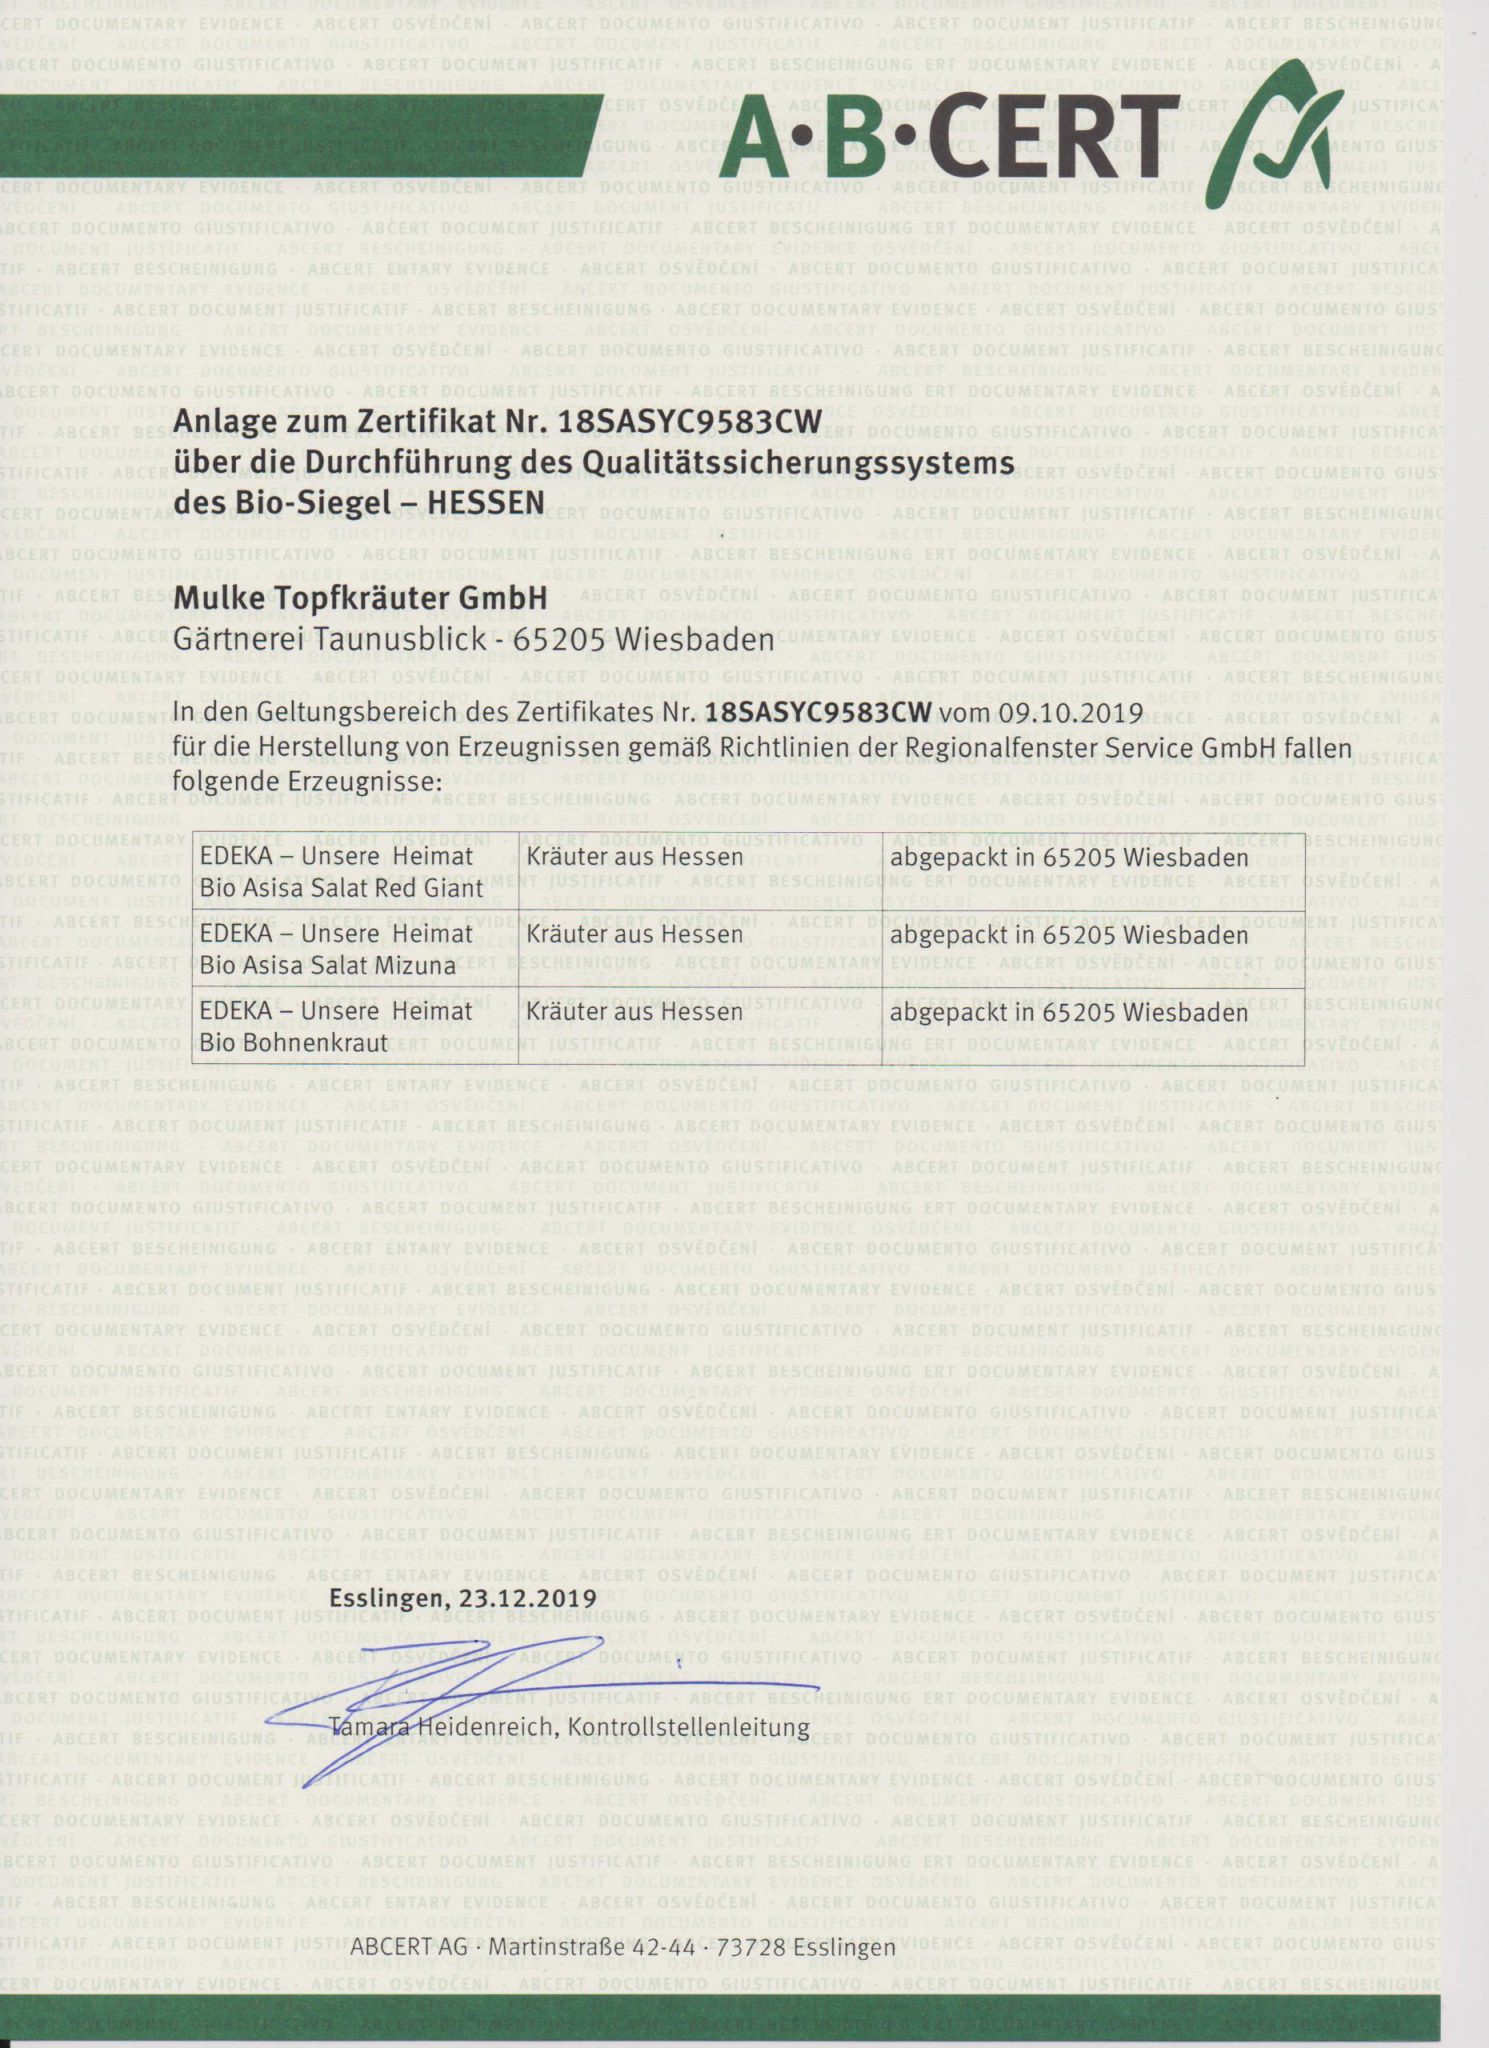 A·B·CERT
Anlage zum Zertifikat Nr. 18SASYC9583CW
über die Durchführung des Qualitätssicherungssystems
des Bio-Siegel – HESSEN
Mulke Topfkräuter GmbH
Gärtnerei Taunusblick - 65205 Wiesbaden
In den Geltungsbereich des Zertifikates Nr. 18SASYC9583CW vom 09.10.2019
für die Herstellung von Erzeugnissen gemäß Richtlinien der Regionalfenster Service GmbH fallen
folgende Erzeugnisse:
EDEKA – Unsere Heimat Kräuter aus Hessen abgepackt in 65205 Wiesbaden
Bio Asisa Salat Red Giant
EDEKA – Unsere Heimat Kräuter aus Hessen abgepackt in 65205 Wiesbaden
Bio Asisa Salat Mizuna
EDEKA – Unsere Heimat Kräuter aus Hessen abgepackt in 65205 Wiesbaden
Bio Bohnenkraut
Esslingen, 23.12.2019
Tamara Heidenreich, Kontrollstellenleitung
ABCERT AG · Martinstraße 42-44 · 73728 Esslingen